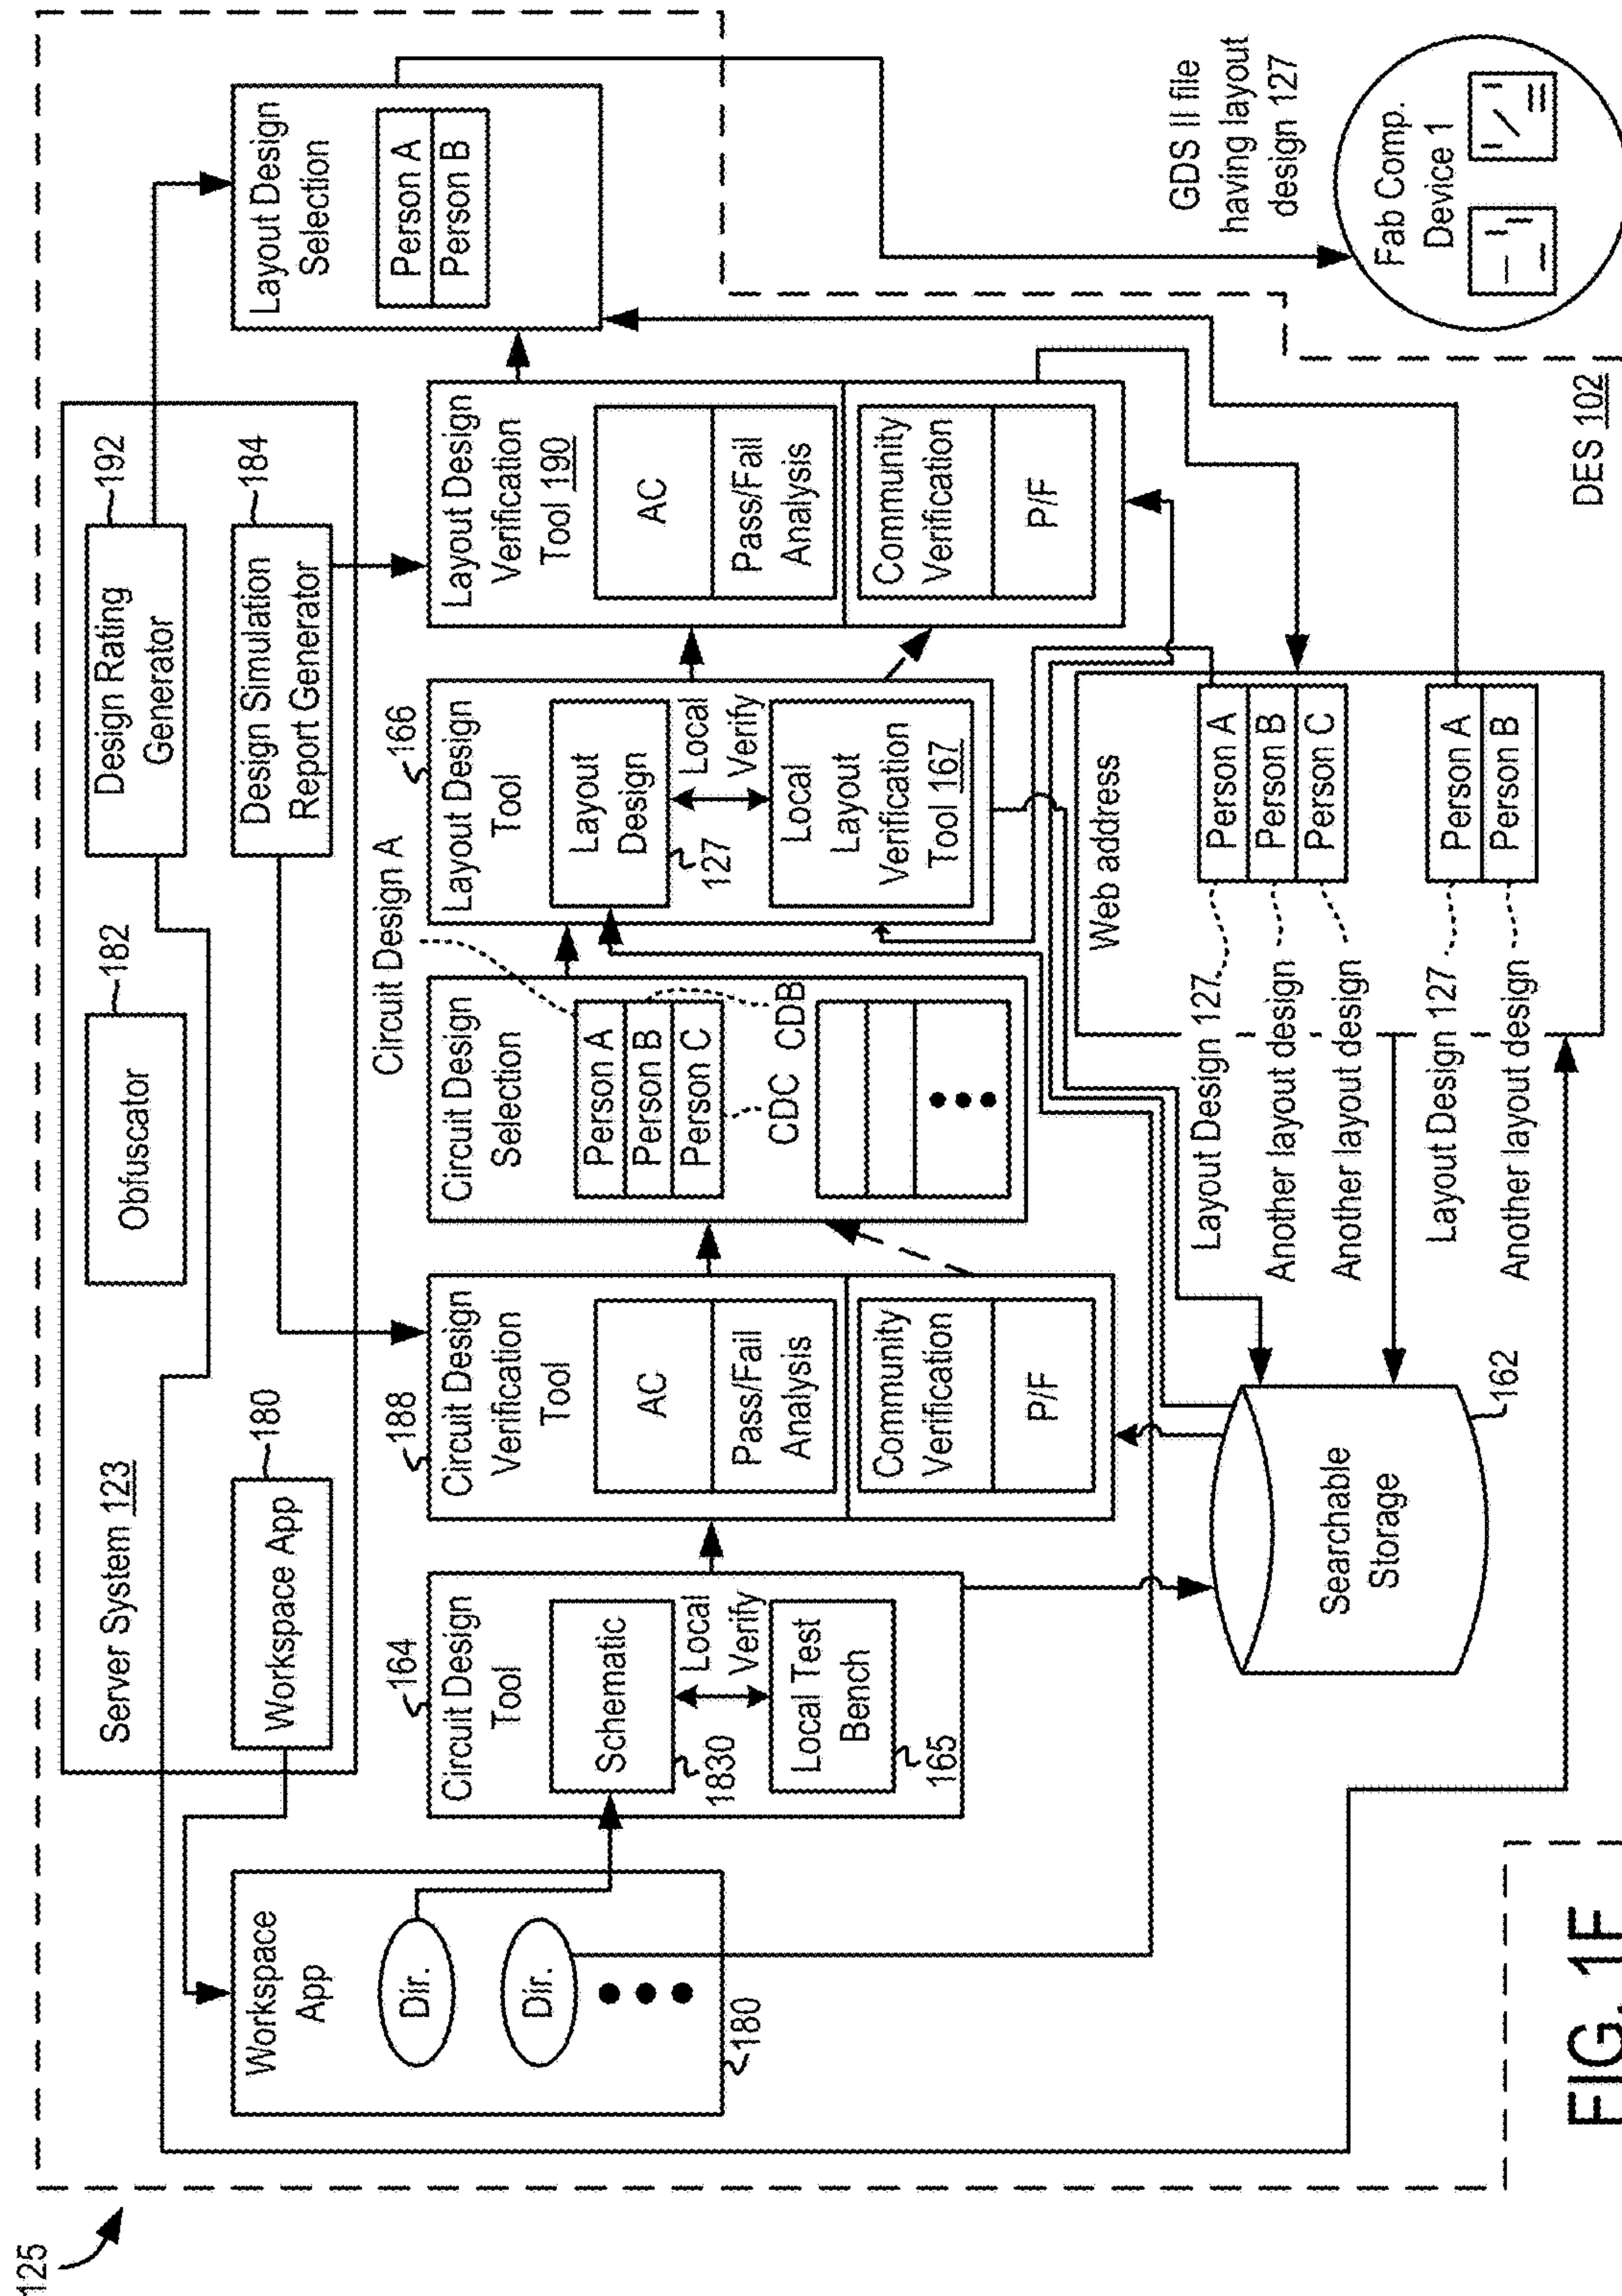 125
Server System 123
Workspace App
180
Obfuscator
182
Design Rating
Generator
192
Design Simulation
Report Generator
184
Workspace
App
Dir.
Dir.
180
164
Circuit Design
Tool
Schematic
1830
Local
Verify
Local Test
Bench
165
188
Circuit Design
Verification
Tool
AC
Pass/Fail
Analysis
Community
Verification
P/F
Circuit Design A
Circuit Design
Selection
Person A
Person B
Person C
CDC
CDB
166
Layout Design
Tool
Layout
Design
127
Local
Verify
Local
Layout
Verification
Tool 167
Layout Design
Verification
Tool 190
AC
Pass/Fail
Analysis
Community
Verification
P/F
Layout Design
Selection
Person A
Person B
Searchable
Storage
162
Web address
Layout Design 127
Person A
Another layout design
Person B
Another layout design
Person C
Layout Design 127
Person A
Another layout design
Person B
GDS II file
having layout
design 127
Fab Comp.
Device 1
DES 102
FIG. 1F